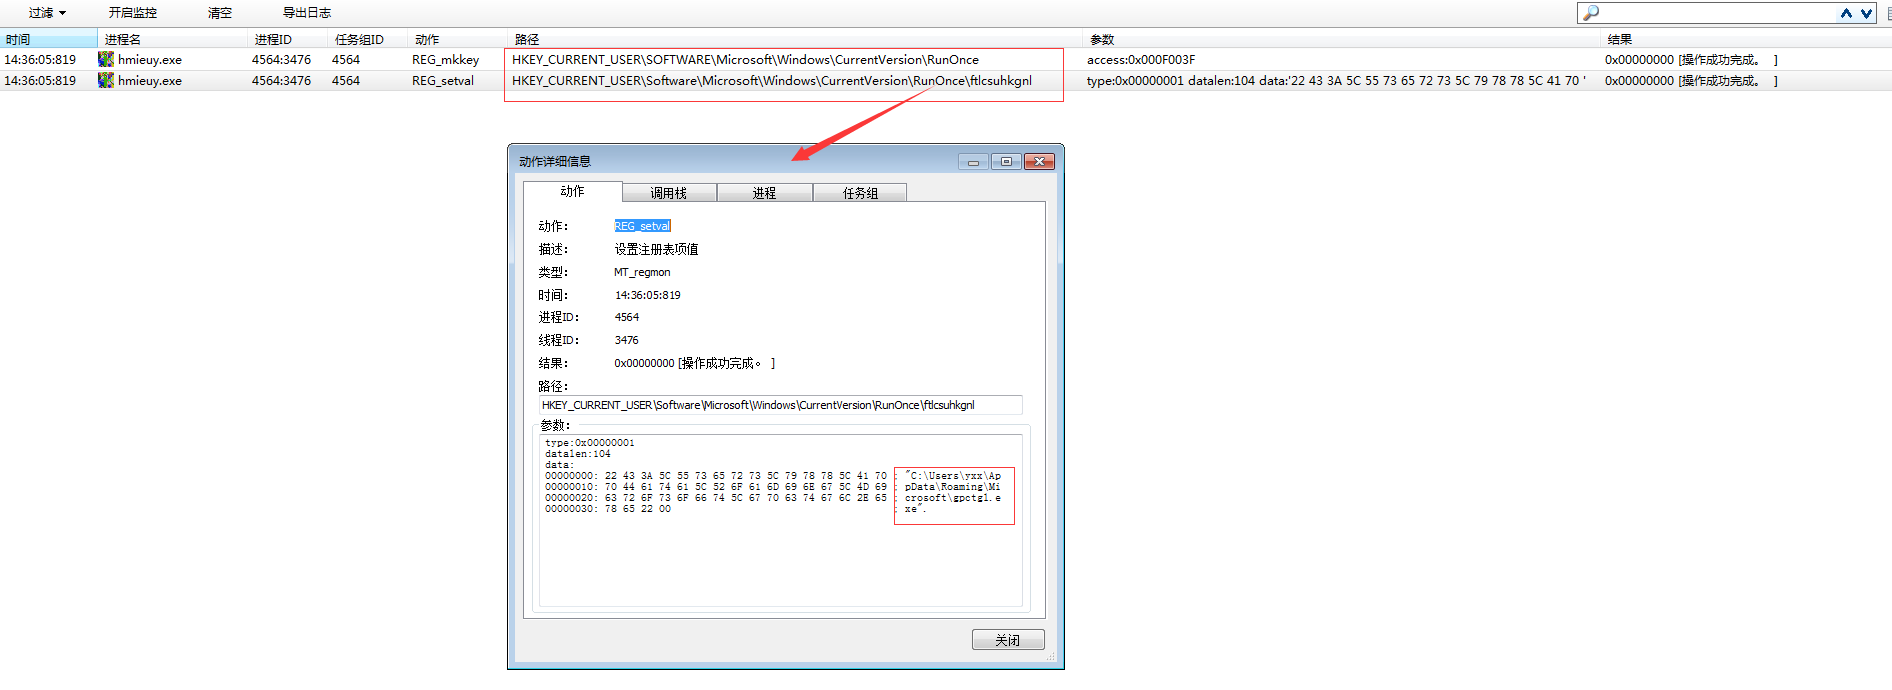 过滤 开启监控 清空 导出日志
时间 进程名 进程ID 任务组ID 动作 路径 参数 结果
14:36:05:819 hmieuy.exe 4564:3476 4564 REG_mkkey HKEY_CURRENT_USER\SOFTWARE\Microsoft\Windows\CurrentVersion\RunOnce access:0x000F003F 0x00000000 [操作成功完成。 ]
14:36:05:819 hmieuy.exe 4564:3476 4564 REG_setval HKEY_CURRENT_USER\Software\Microsoft\Windows\CurrentVersion\RunOnce\ftlcsuhkgnl type:0x00000001 datalen:104 data:'22 43 3A 5C 55 73 65 72 73 5C 79 78 78 5C 41 70 ' 0x00000000 [操作成功完成。 ]
动作详细信息
动作 调用栈 进程 任务组
动作: REG_setval
描述: 设置注册表项值
类型: MT_regmon
时间: 14:36:05:819
进程ID: 4564
线程ID: 3476
结果: 0x00000000 [操作成功完成。 ]
路径:
HKEY_CURRENT_USER\Software\Microsoft\Windows\CurrentVersion\RunOnce\ftlcsuhkgnl
参数:
type:0x00000001
datalen:104
data:
00000000: 22 43 3A 5C 55 73 65 72 73 5C 79 78 78 5C 41 70 ; "C:\Users\yxx\Ap
00000010: 70 44 61 74 61 5C 52 6F 61 6D 69 6E 67 5C 4D 69 ; pData\Roaming\Mi
00000020: 63 72 6F 73 6F 66 74 5C 67 70 63 74 67 6C 2E 65 ; crosoft\gpctgl.e
00000030: 78 65 22 00 ; xe".
关闭